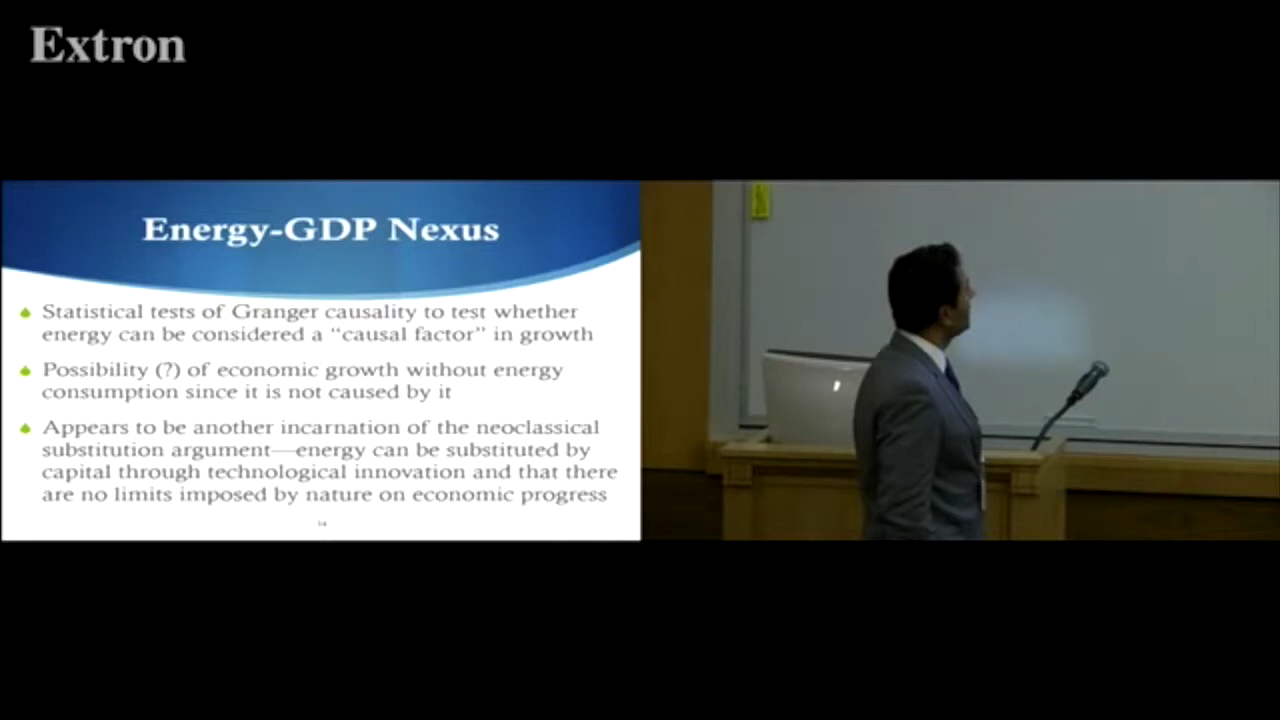 Extron
Energy-GDP Nexus
Statistical tests of Granger causality to test whether
energy can be considered a “causal factor” in growth
Possibility (?) of economic growth without energy
consumption since it is not caused by it
Appears to be another incarnation of the neoclassical
substitution argument—energy can be substituted by
capital through technological innovation and that there
are no limits imposed by nature on economic progress
14